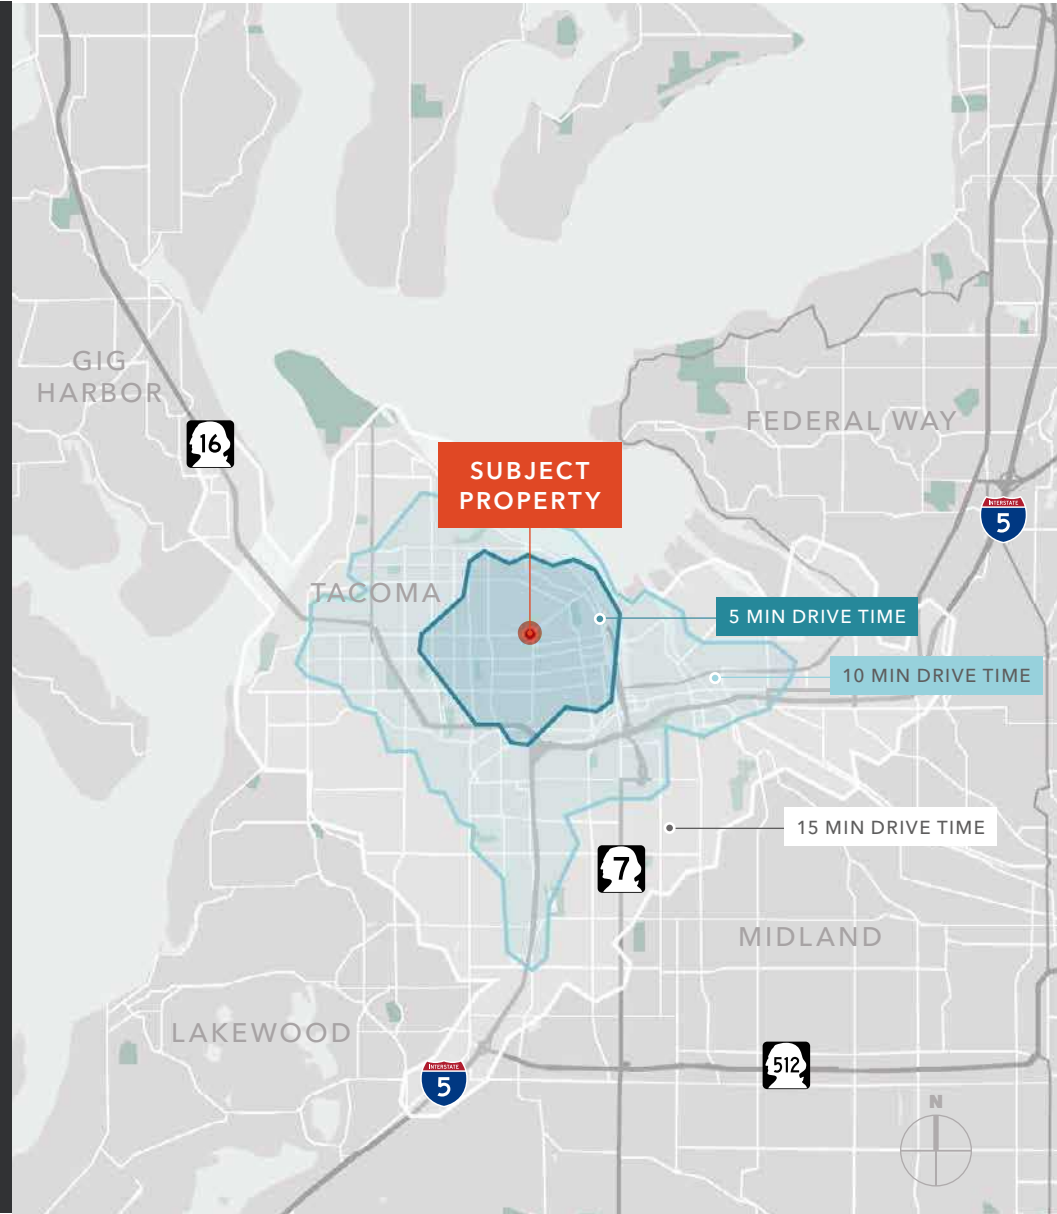 GIG
HARBOR
FEDERAL WAY
16
SUBJECT
PROPERTY
INTERSTATE
5
TACOMA
5 MIN DRIVE TIME
10 MIN DRIVE TIME
15 MIN DRIVE TIME
7
MIDLAND
LAKEWOOD
512
INTERSTATE
5
N